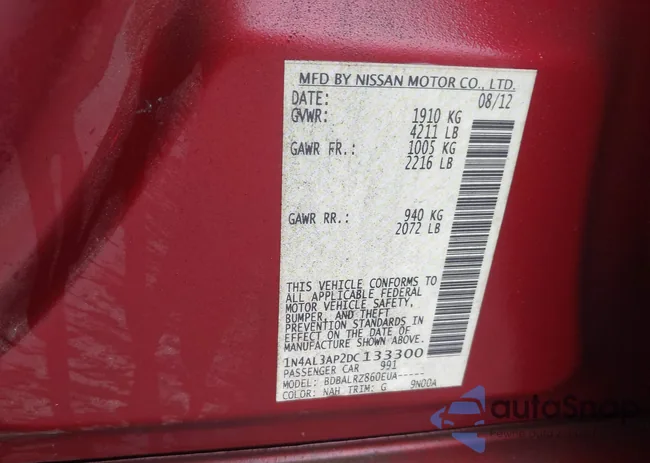 MFD BY NISSAN MOTOR CO., LTD.
DATE: 08/12
GVWR: 1910 KG
4211 LB
GAWR FR.: 1005 KG
2216 LB
GAWR RR.: 940 KG
2072 LB
THIS VEHICLE CONFORMS TO
ALL APPLICABLE FEDERAL
MOTOR VEHICLE SAFETY,
BUMPER, AND THEFT
PREVENTION STANDARDS IN
EFFECT ON THE DATE OF
MANUFACTURE SHOWN ABOVE.
1N4AL3AP2DC133300
PASSENGER CAR 991
MODEL: BDBALRZ860EUA-----
COLOR: NAH TRIM: G 9N00A
autoSnap